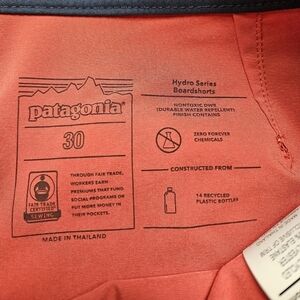 patagonia®
30
FAIR TRADE
CERTIFIED
SEWING
THROUGH FAIR TRADE,
WORKERS EARN
PREMIUMS THAT FUND
SOCIAL PROGRAMS OR
PUT MORE MONEY IN
THEIR POCKETS.
MADE IN THAILAND
Hydro Series
Boardshorts
NONTOXIC DWR
(DURABLE WATER REPELLENT)
FINISH CONTAINS
ZERO FOREVER
CHEMICALS
CONSTRUCTED FROM
14 RECYCLED
PLASTIC BOTTLES